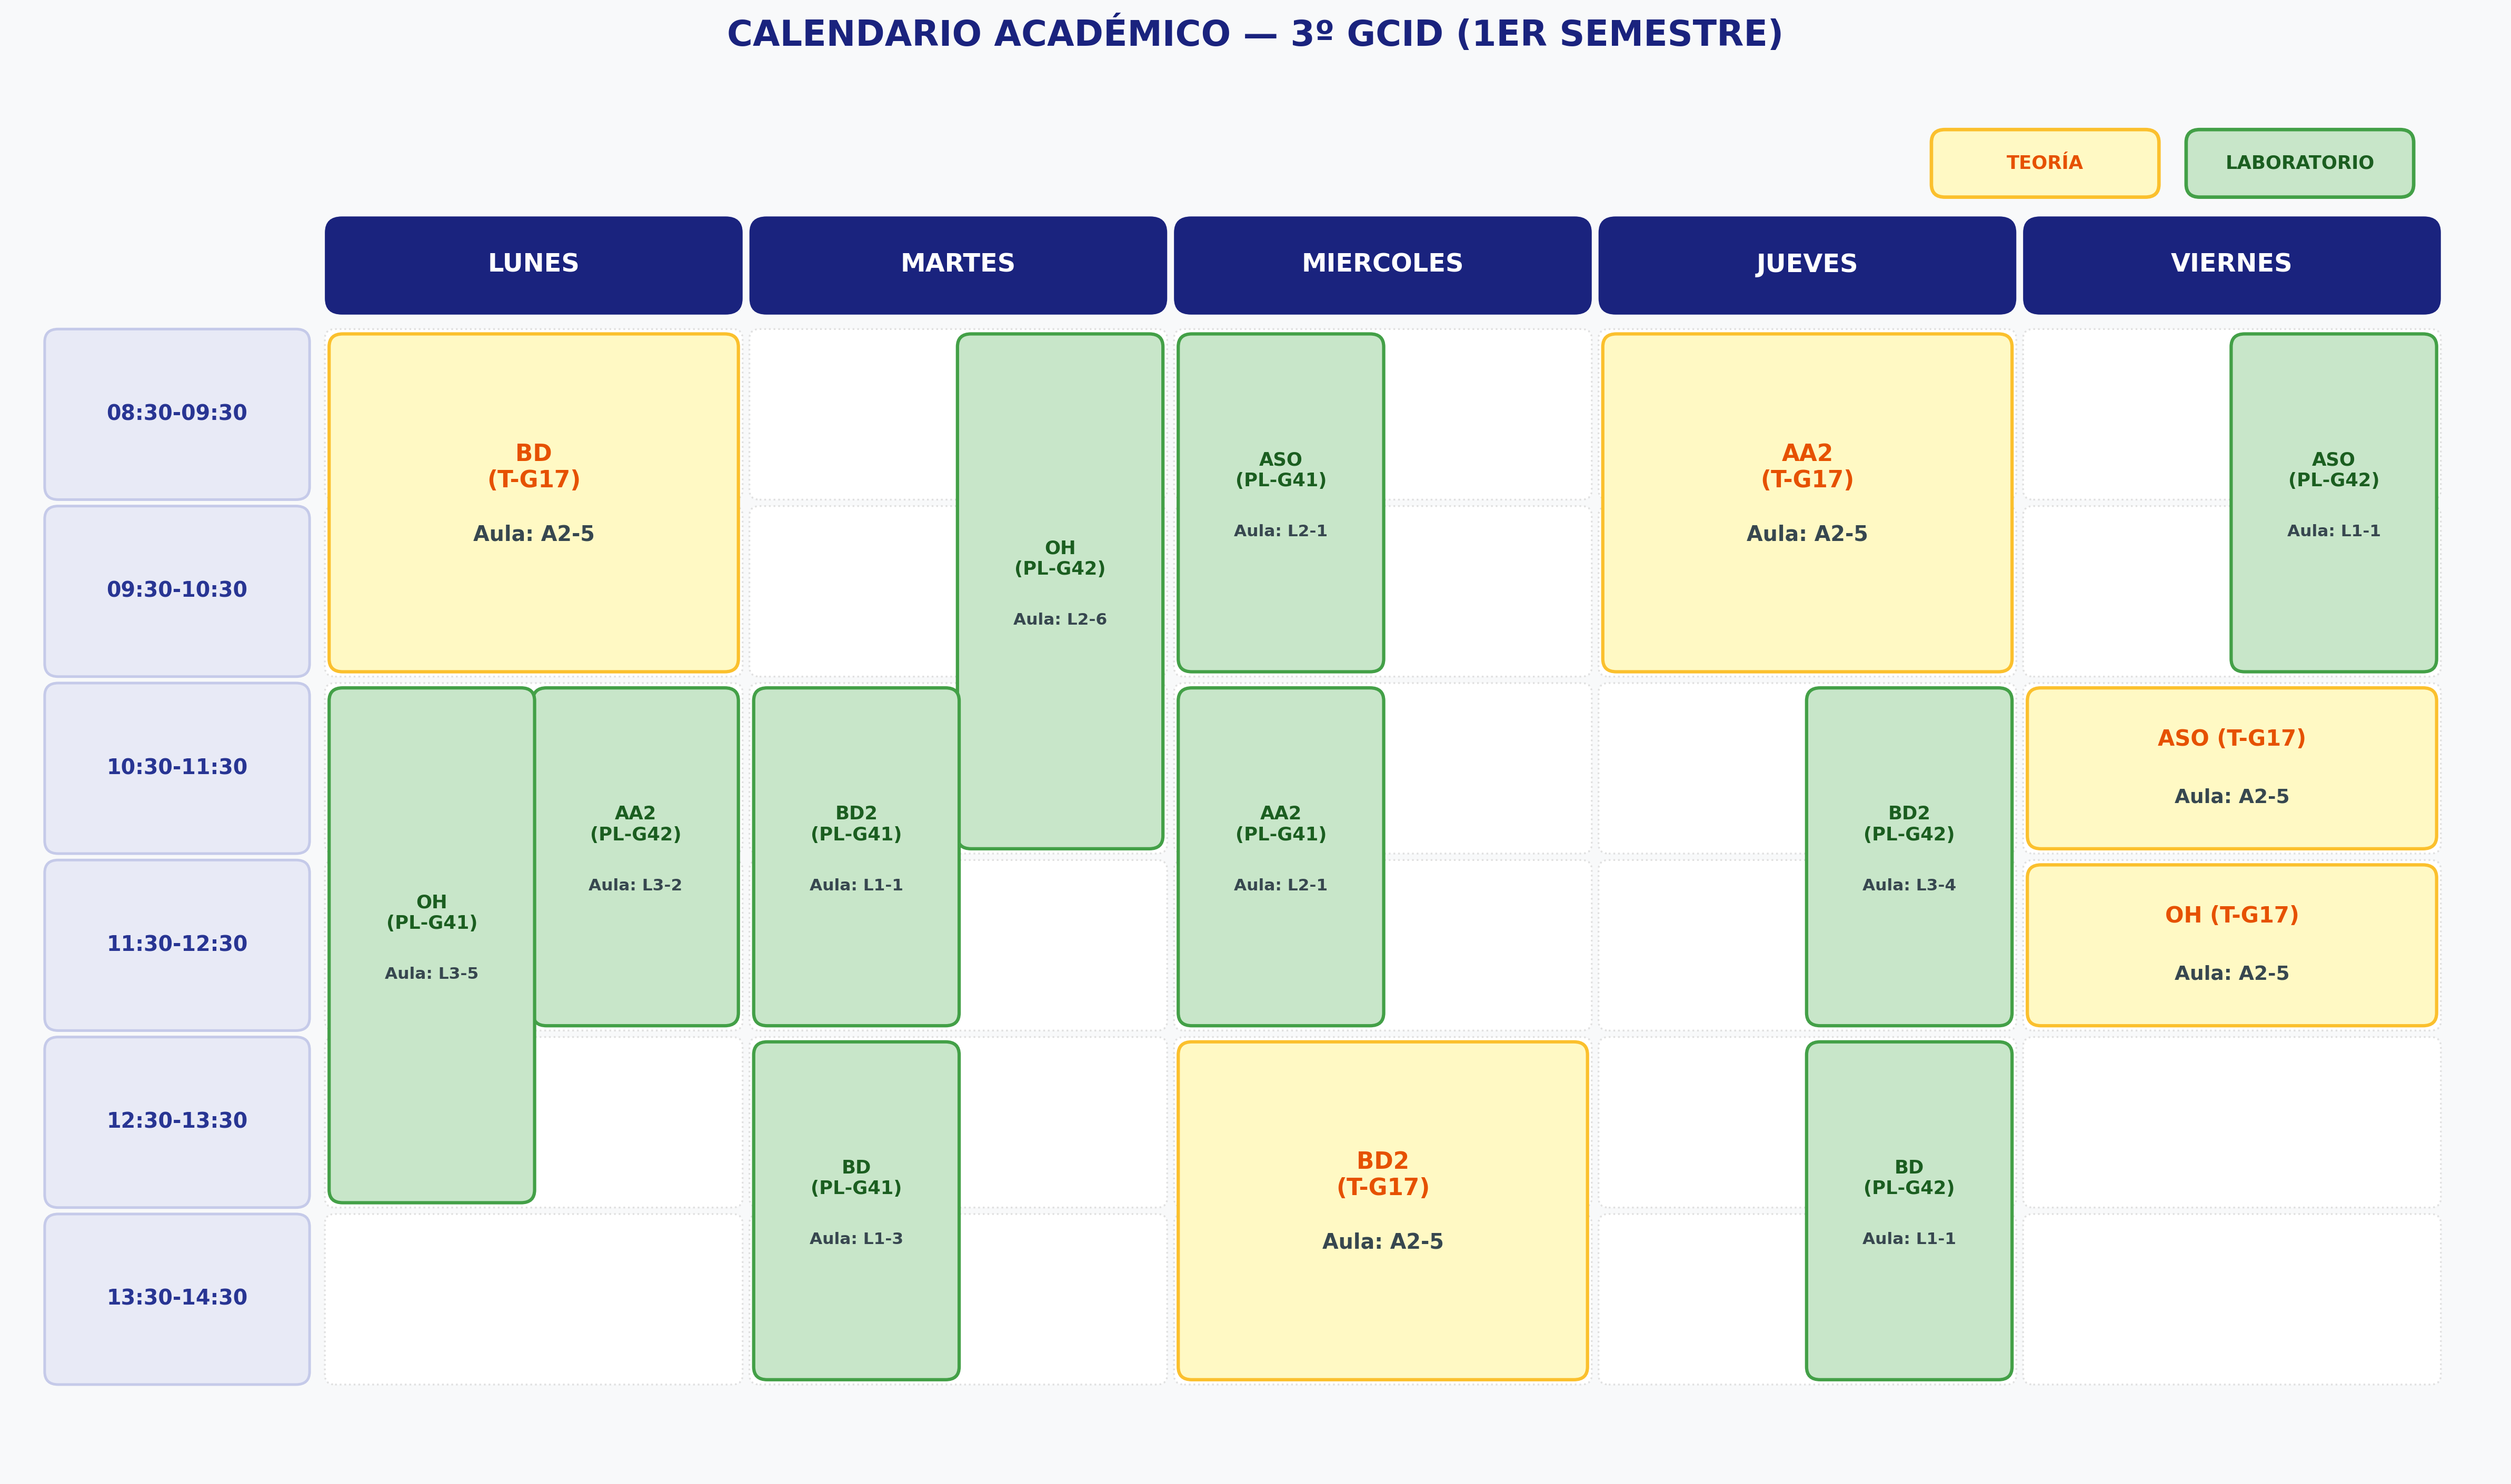 CALENDARIO ACADÉMICO — 3º GCID (1ER SEMESTRE)
TEORÍA
LABORATORIO
LUNES
MARTES
MIERCOLES
JUEVES
VIERNES
08:30-09:30
BD
(T-G17)
Aula: A2-5
OH
(PL-G42)
Aula: L2-6
ASO
(PL-G41)
Aula: L2-1
AA2
(T-G17)
Aula: A2-5
ASO
(PL-G42)
Aula: L1-1
09:30-10:30
10:30-11:30
OH
(PL-G41)
Aula: L3-5
AA2
(PL-G42)
Aula: L3-2
BD2
(PL-G41)
Aula: L1-1
AA2
(PL-G41)
Aula: L2-1
BD2
(PL-G42)
Aula: L3-4
ASO (T-G17)
Aula: A2-5
11:30-12:30
OH (T-G17)
Aula: A2-5
12:30-13:30
BD
(PL-G41)
Aula: L1-3
BD2
(T-G17)
Aula: A2-5
BD
(PL-G42)
Aula: L1-1
13:30-14:30